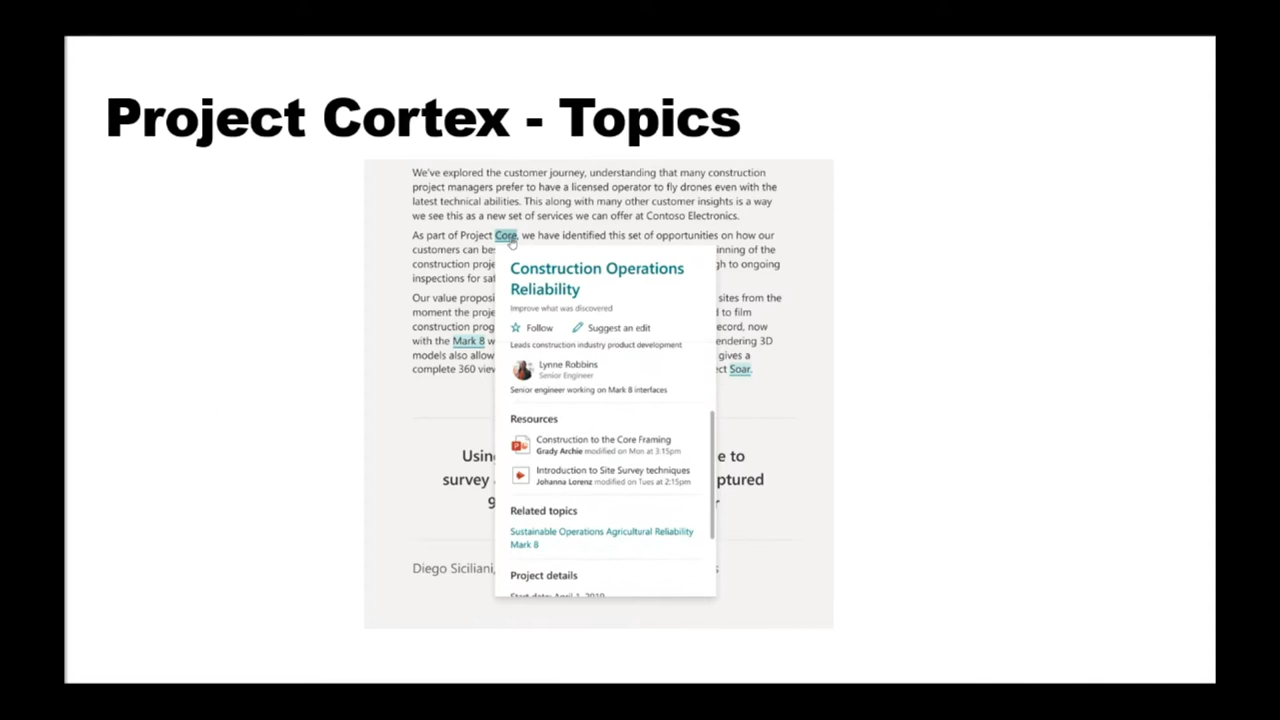 Project Cortex - Topics
We've explored the customer journey, understanding that many construction
project managers prefer to have a licensed operator to fly drones even with the
latest technical abilities. This along with many other customer insights is a way
we see this as a new set of services we can offer at Contoso Electronics.
As part of Project Core, we have identified this set of opportunities on how our
customers can be inning of the
construction proje gh to ongoing
inspections for saf
Our value proposi sites from the
moment the proje d to film
construction prog ecord, now
with the Mark 8 w endering 3D
models also allow gives a
complete 360 view ct Soar.
Construction Operations
Reliability
Improve what was discovered
Follow Suggest an edit
Leads construction industry product development
Lynne Robbins
Senior Engineer
Senior engineer working on Mark 8 interfaces
Resources
Construction to the Core Framing
Grady Archie modified on Mon at 3:15pm
Introduction to Site Survey techniques
Johanna Lorenz modified on Tues at 2:15pm
Related topics
Sustainable Operations Agricultural Reliability
Mark 8
Project details
Start date: April 1, 2019
Using e to
survey ptured
9 r
Diego Siciliani, s